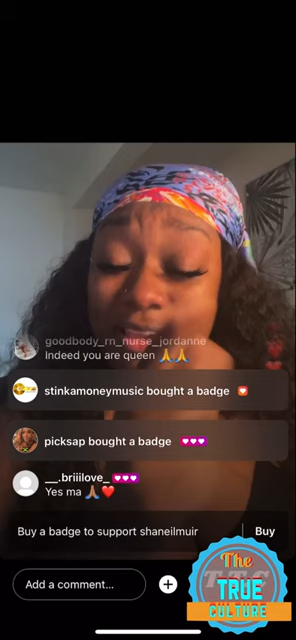 goodbody_rn_nurse_jordanne
Indeed you are queen 🙏🙏
stinkamoneymusic bought a badge
picksap bought a badge
__.briiilove_
Yes ma 🙏🏽❤️
Buy a badge to support shaneilmuir
Buy
Add a comment...
The
T.T.C
TRUE
CULTURE